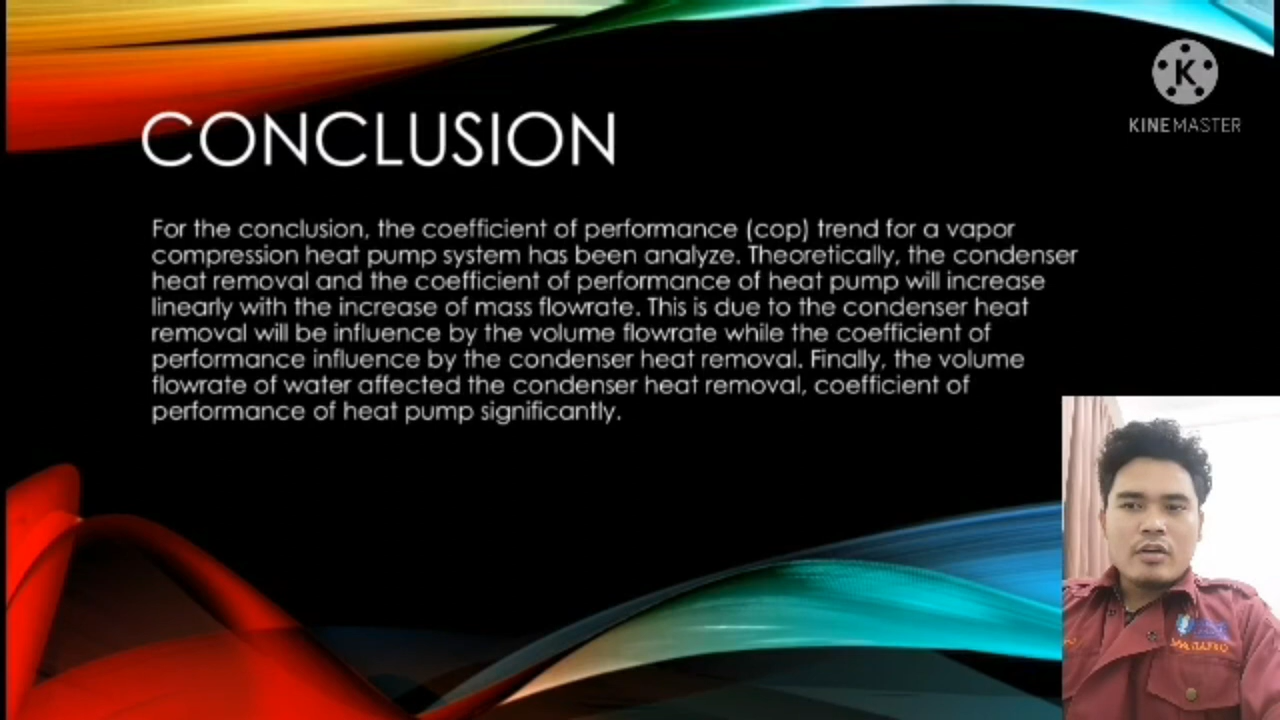 K
KINEMASTER
CONCLUSION
For the conclusion, the coefficient of performance (cop) trend for a vapor
compression heat pump system has been analyze. Theoretically, the condenser
heat removal and the coefficient of performance of heat pump will increase
linearly with the increase of mass flowrate. This is due to the condenser heat
removal will be influence by the volume flowrate while the coefficient of
performance influence by the condenser heat removal. Finally, the volume
flowrate of water affected the condenser heat removal, coefficient of
performance of heat pump significantly.